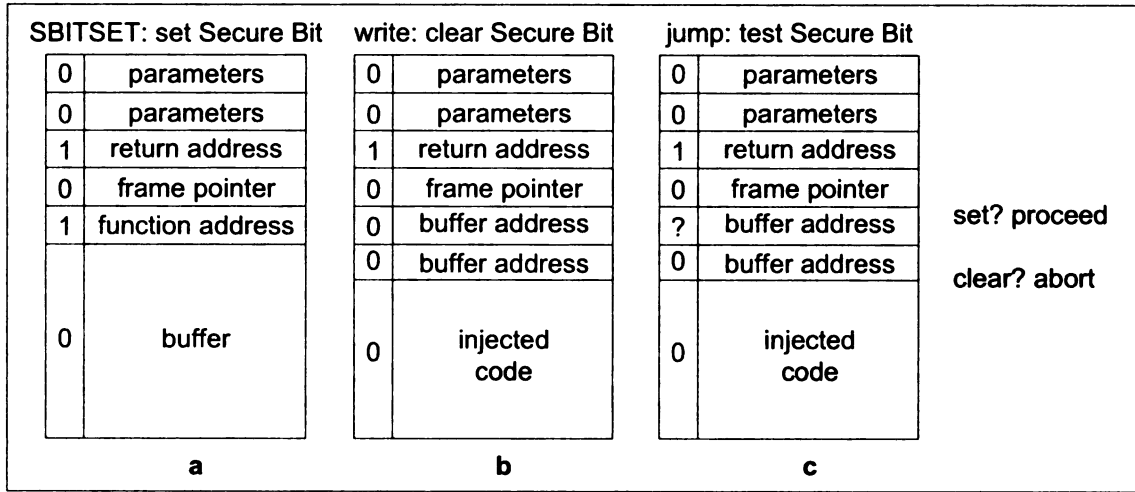 SBITSET: set Secure Bit
0 parameters
0 parameters
1 return address
0 frame pointer
1 function address
0 buffer
a
write: clear Secure Bit
0 parameters
0 parameters
1 return address
0 frame pointer
0 buffer address
0 buffer address
0 injected
code
b
jump: test Secure Bit
0 parameters
0 parameters
1 return address
0 frame pointer
? buffer address
0 buffer address
0 injected
code
c
set? proceed
clear? abort